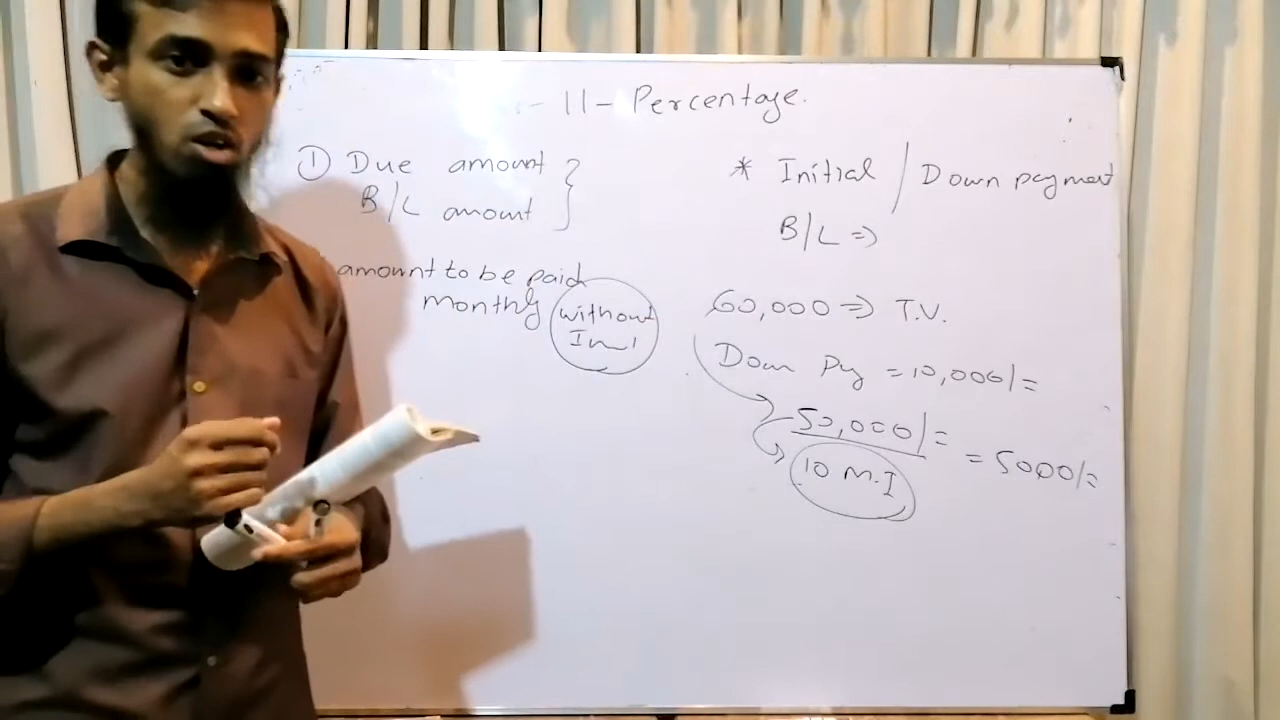 - 11 - Percentage.
① Due amount }
B/L amount
amount to be paid
monthly without
Int
* Initial / Down payment
B/L ⇒
60,000 ⇒ T.V.
Down Py = 10,000/=
50,000/=
10 M.I
= 5000/=